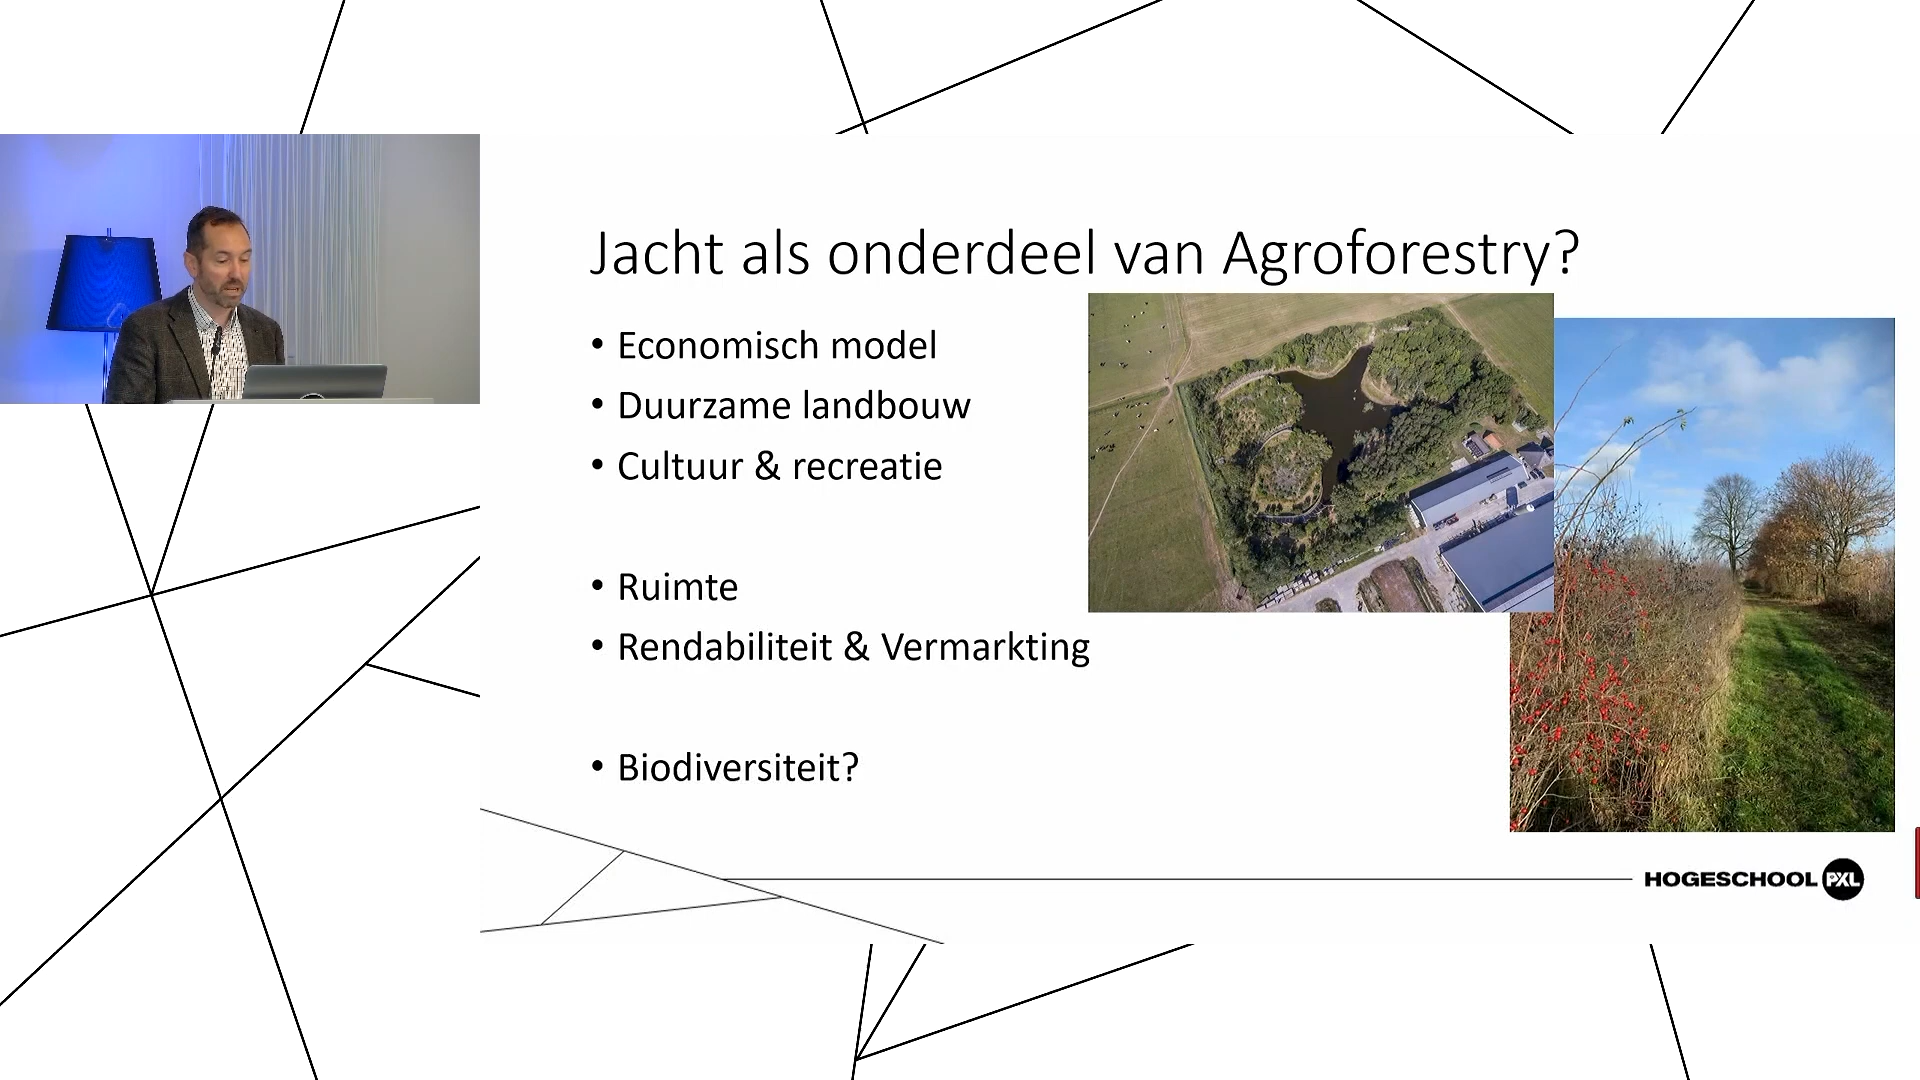 Jacht als onderdeel van Agroforestry?
• Economisch model
• Duurzame landbouw
• Cultuur & recreatie
• Ruimte
• Rendabiliteit & Vermarkting
• Biodiversiteit?
HOGESCHOOL PXL